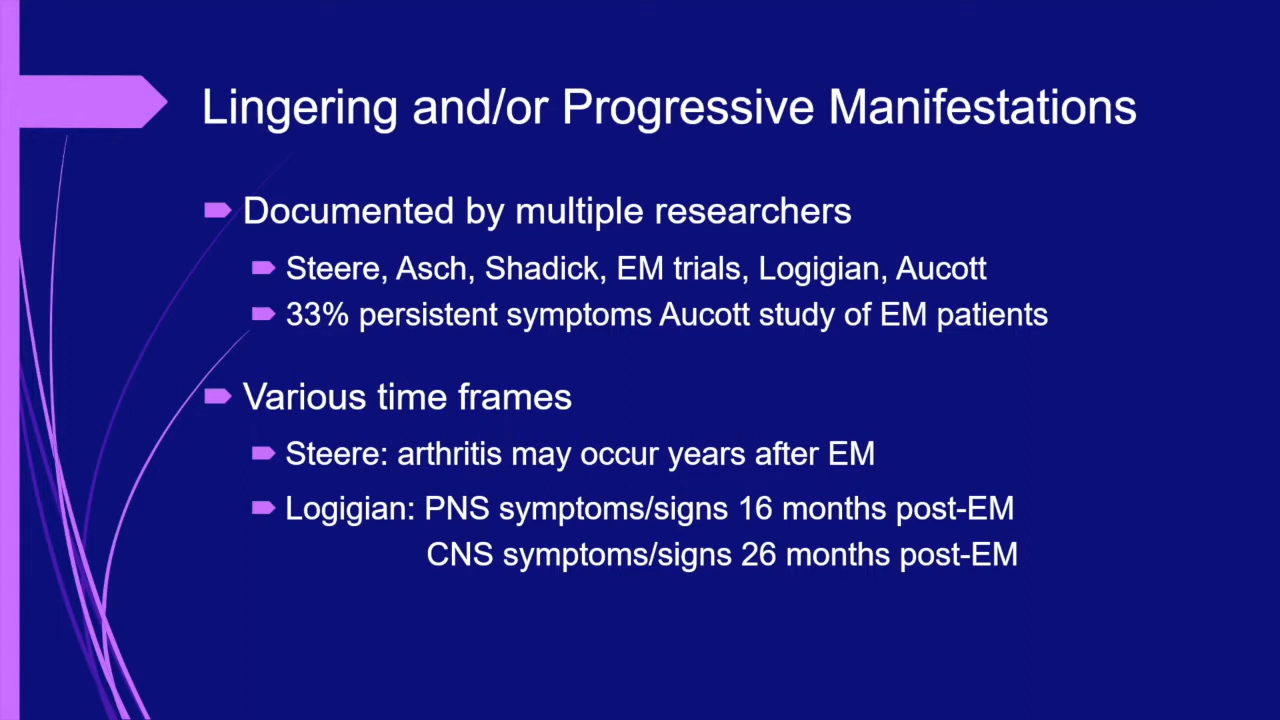 Lingering and/or Progressive Manifestations
Documented by multiple researchers
Steere, Asch, Shadick, EM trials, Logigian, Aucott
33% persistent symptoms Aucott study of EM patients
Various time frames
Steere: arthritis may occur years after EM
Logigian: PNS symptoms/signs 16 months post-EM
CNS symptoms/signs 26 months post-EM